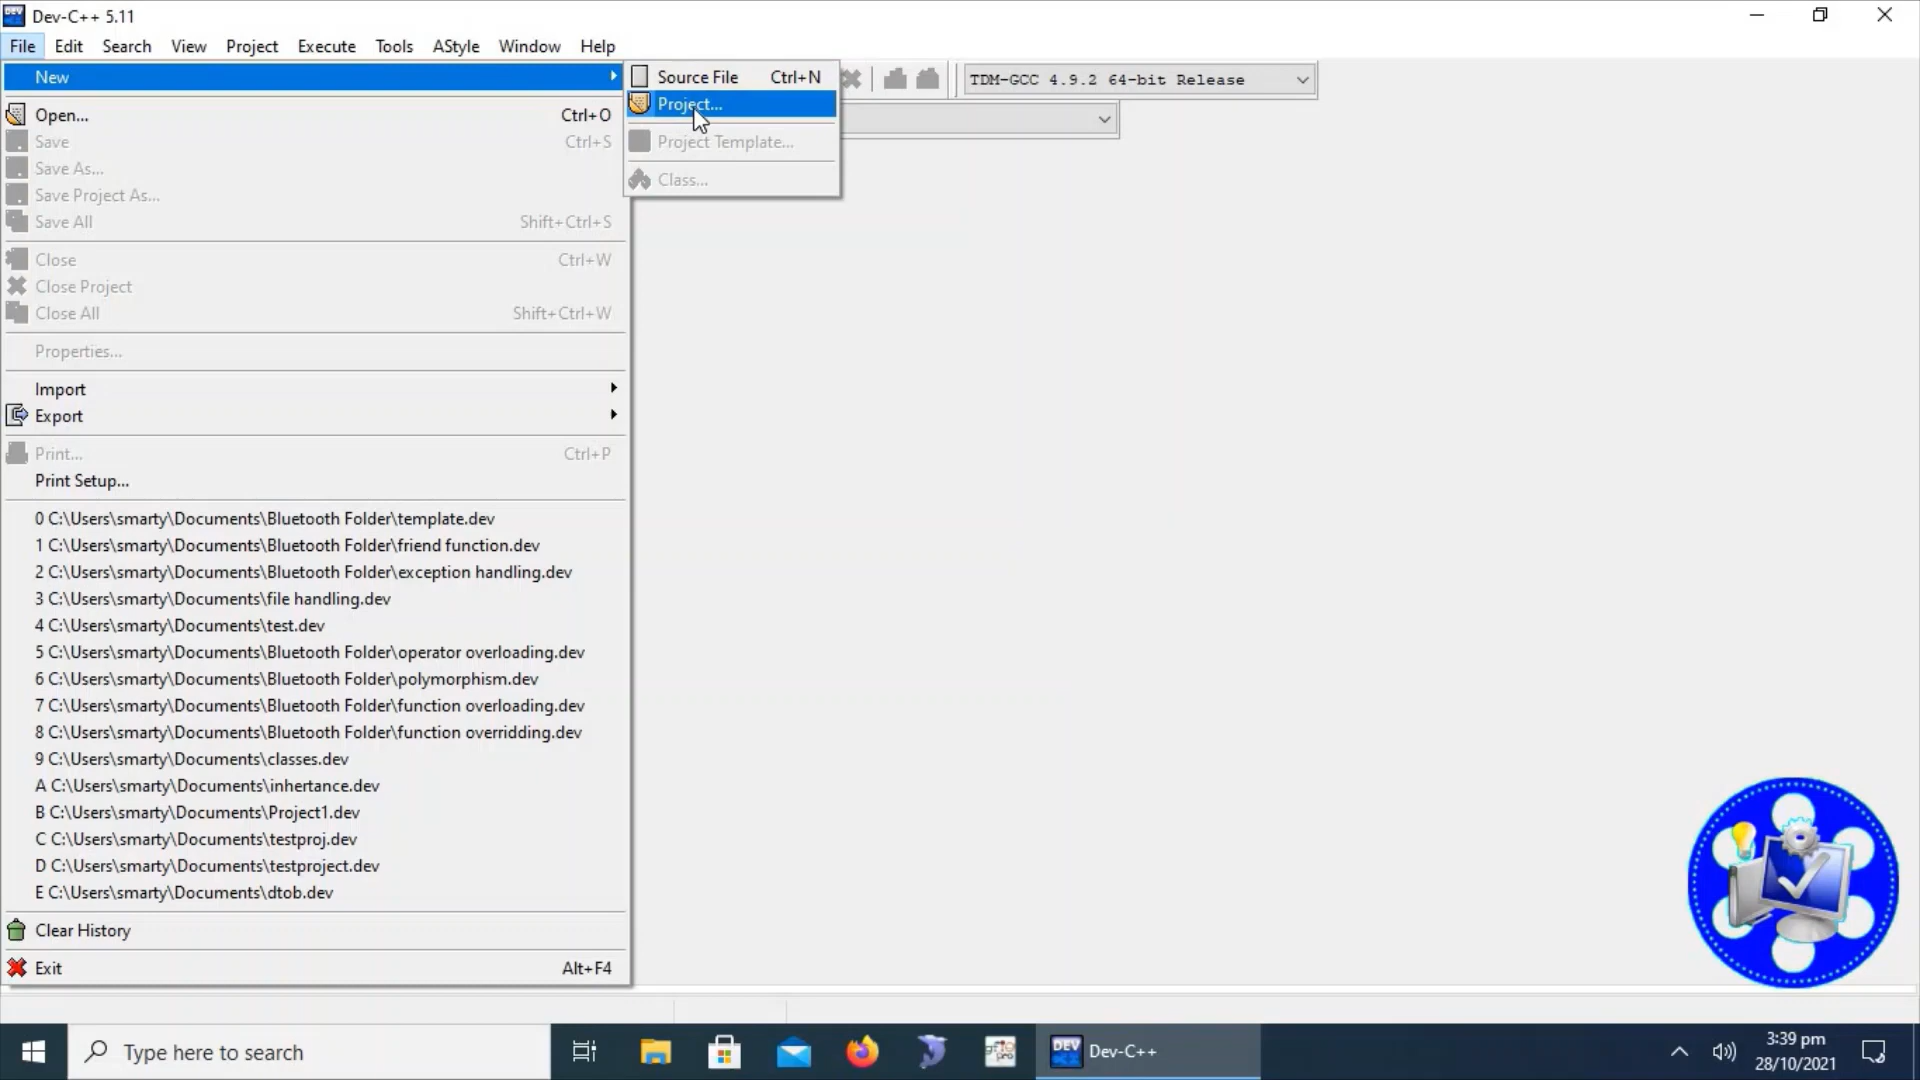 Dev-C++ 5.11
File Edit Search View Project Execute Tools AStyle Window Help
New
Source File Ctrl+N
TDM-GCC 4.9.2 64-bit Release
Project...
Open... Ctrl+O
Save Ctrl+S
Project Template...
Save As...
Class...
Save Project As...
Save All Shift+Ctrl+S
Close Ctrl+W
Close Project
Close All Shift+Ctrl+W
Properties...
Import
Export
Print... Ctrl+P
Print Setup...
0 C:\Users\smarty\Documents\Bluetooth Folder\template.dev
1 C:\Users\smarty\Documents\Bluetooth Folder\friend function.dev
2 C:\Users\smarty\Documents\Bluetooth Folder\exception handling.dev
3 C:\Users\smarty\Documents\file handling.dev
4 C:\Users\smarty\Documents\test.dev
5 C:\Users\smarty\Documents\Bluetooth Folder\operator overloading.dev
6 C:\Users\smarty\Documents\Bluetooth Folder\polymorphism.dev
7 C:\Users\smarty\Documents\Bluetooth Folder\function overloading.dev
8 C:\Users\smarty\Documents\Bluetooth Folder\function overridding.dev
9 C:\Users\smarty\Documents\classes.dev
A C:\Users\smarty\Documents\inhertance.dev
B C:\Users\smarty\Documents\Project1.dev
C C:\Users\smarty\Documents\testproj.dev
D C:\Users\smarty\Documents\testproject.dev
E C:\Users\smarty\Documents\dtob.dev
Clear History
Exit Alt+F4
Type here to search
DEV
Dev-C++
3:39 pm
28/10/2021